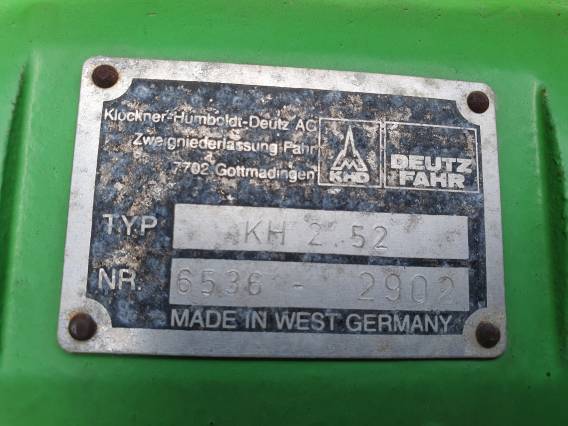 Klöckner-Humboldt-Deutz AG
Zweigniederlassung Fahr
7702 Gottmadingen
KHD
DEUTZ
FAHR
TYP KH 2.52
NR. 6536 - 2902
MADE IN WEST GERMANY